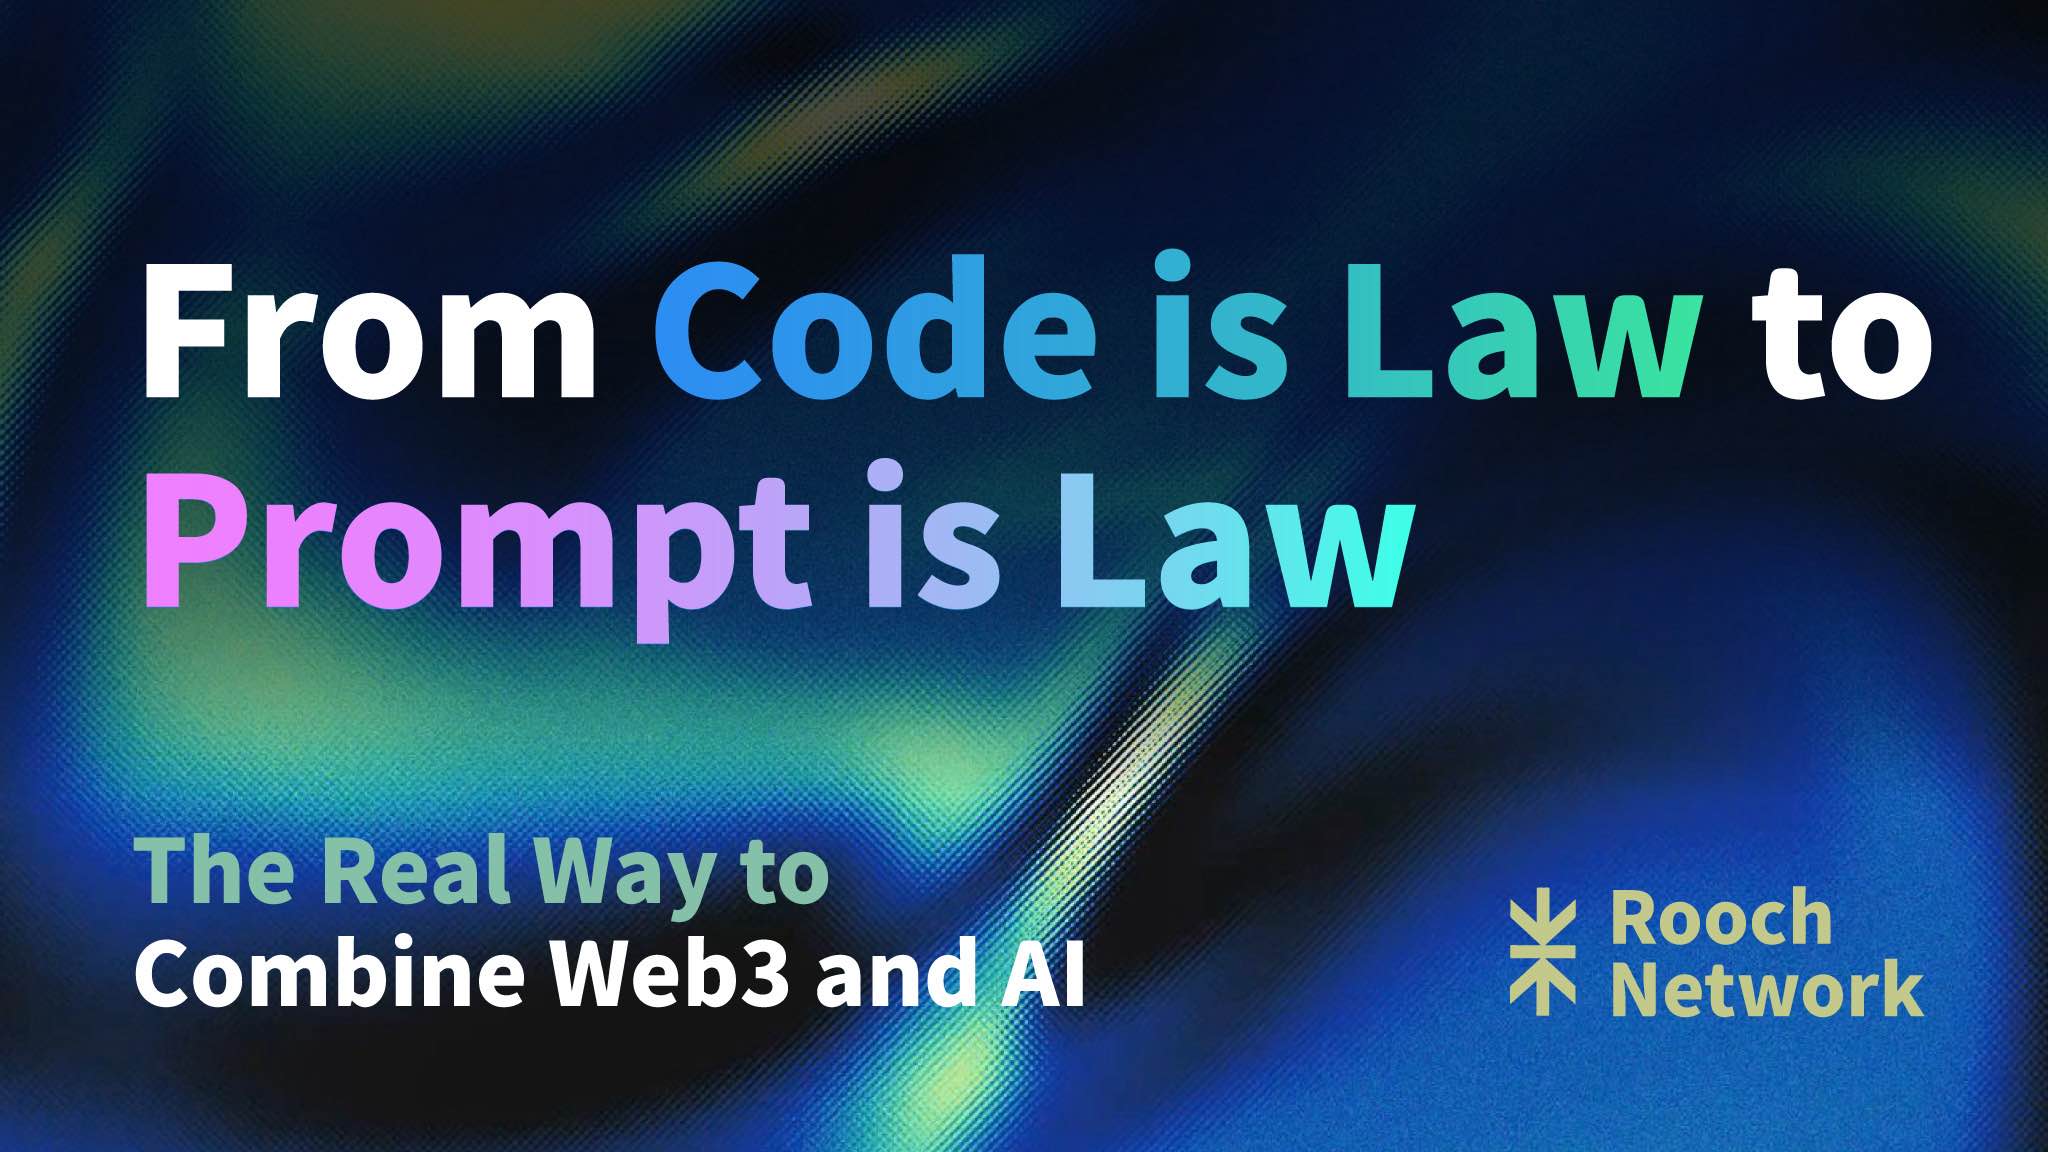 From Code is Law to
Prompt is Law
The Real Way to
Combine Web3 and AI
Rooch
Network